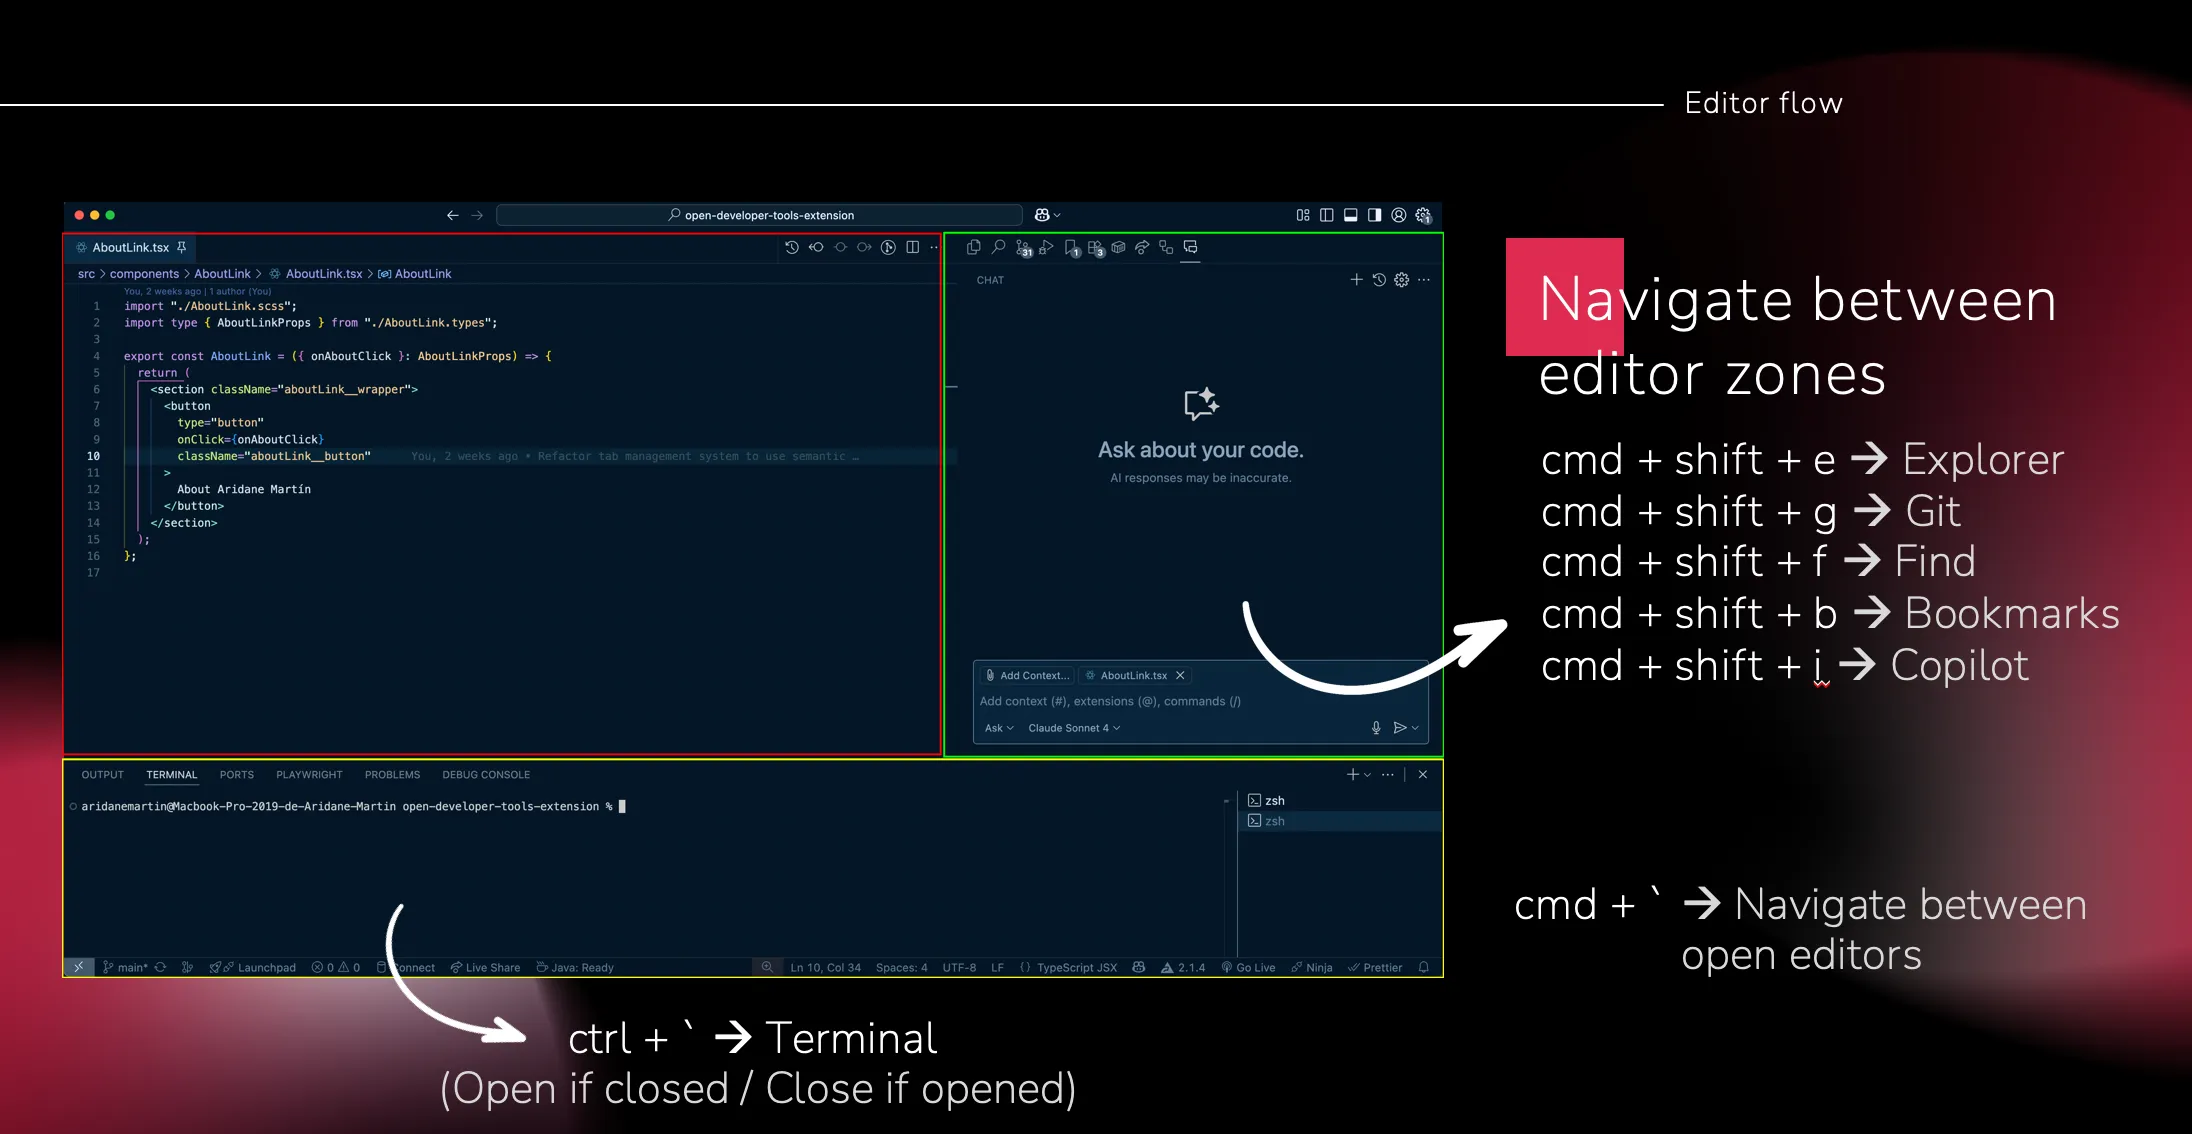 Editor flow
open-developer-tools-extension
AboutLink.tsx
31
1
3
1
src > components > AboutLink > AboutLink.tsx > AboutLink
CHAT
You, 2 weeks ago | 1 author (You)
1 import "./AboutLink.scss";
2 import type { AboutLinkProps } from "./AboutLink.types";
3
4 export const AboutLink = ({ onAboutClick }: AboutLinkProps) => {
5 return (
6 <section className="aboutLink__wrapper">
7 <button
8 type="button"
9 onClick={onAboutClick}
10 className="aboutLink__button" You, 2 weeks ago • Refactor tab management system to use semantic …
11 >
12 About Aridane Martín
13 </button>
14 </section>
15 );
16 };
17
Ask about your code.
AI responses may be inaccurate.
Add Context... AboutLink.tsx
Add context (#), extensions (@), commands (/)
Ask Claude Sonnet 4
OUTPUT TERMINAL PORTS PLAYWRIGHT PROBLEMS DEBUG CONSOLE
aridanemartin@Macbook-Pro-2019-de-Aridane-Martin open-developer-tools-extension %
zsh
zsh
main* Launchpad 0 0 Connect Live Share Java: Ready Ln 10, Col 34 Spaces: 4 UTF-8 LF {} TypeScript JSX 2.1.4 Go Live Ninja Prettier
Navigate between
editor zones
cmd + shift + e → Explorer
cmd + shift + g → Git
cmd + shift + f → Find
cmd + shift + b → Bookmarks
cmd + shift + i → Copilot
cmd + ` → Navigate between
open editors
ctrl + ` → Terminal
(Open if closed / Close if opened)